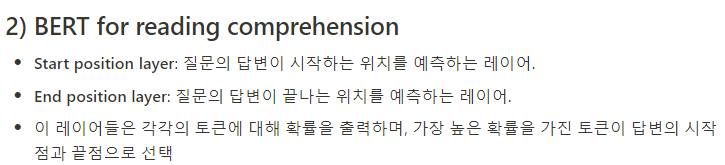 2) BERT for reading comprehension
• Start position layer: 질문의 답변이 시작하는 위치를 예측하는 레이어.
• End position layer: 질문의 답변이 끝나는 위치를 예측하는 레이어.
• 이 레이어들은 각각의 토큰에 대해 확률을 출력하며, 가장 높은 확률을 가진 토큰이 답변의 시작
점과 끝점으로 선택